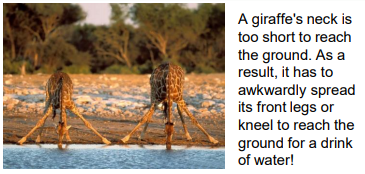 A giraffe's neck is
too short to reach
the ground. As a
result, it has to
awkwardly spread
its front legs or
kneel to reach the
ground for a drink
of water!